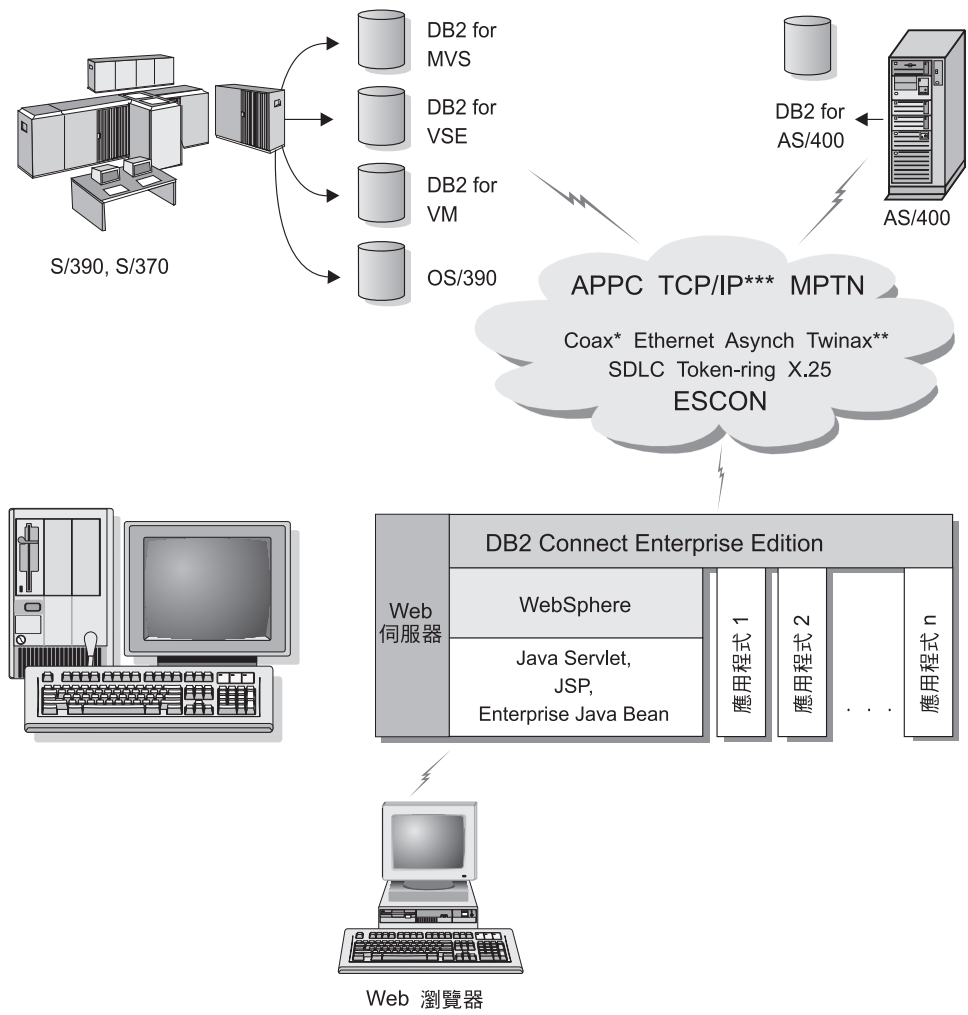 DB2 for
MVS
DB2 for
VSE
DB2 for
VM
OS/390
S/390, S/370
DB2 for
AS/400
AS/400
APPC TCP/IP*** MPTN
Coax* Ethernet Asynch Twinax**
SDLC Token-ring X.25
ESCON
DB2 Connect Enterprise Edition
Web
伺服器
WebSphere
Java Servlet,
JSP,
Enterprise Java Bean
應用程式 1
應用程式 2
. . .
應用程式 n
Web 瀏覽器